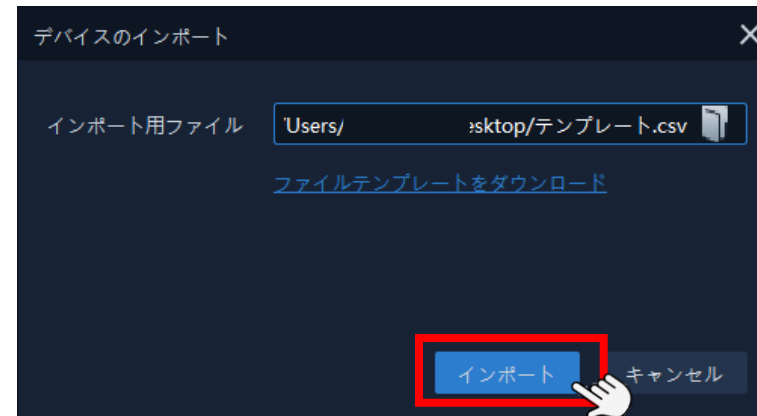 デバイスのインポート
インポート用ファイル 'Users/ sktop/テンプレート.csv
ファイルテンプレートをダウンロード
インポート キャンセル